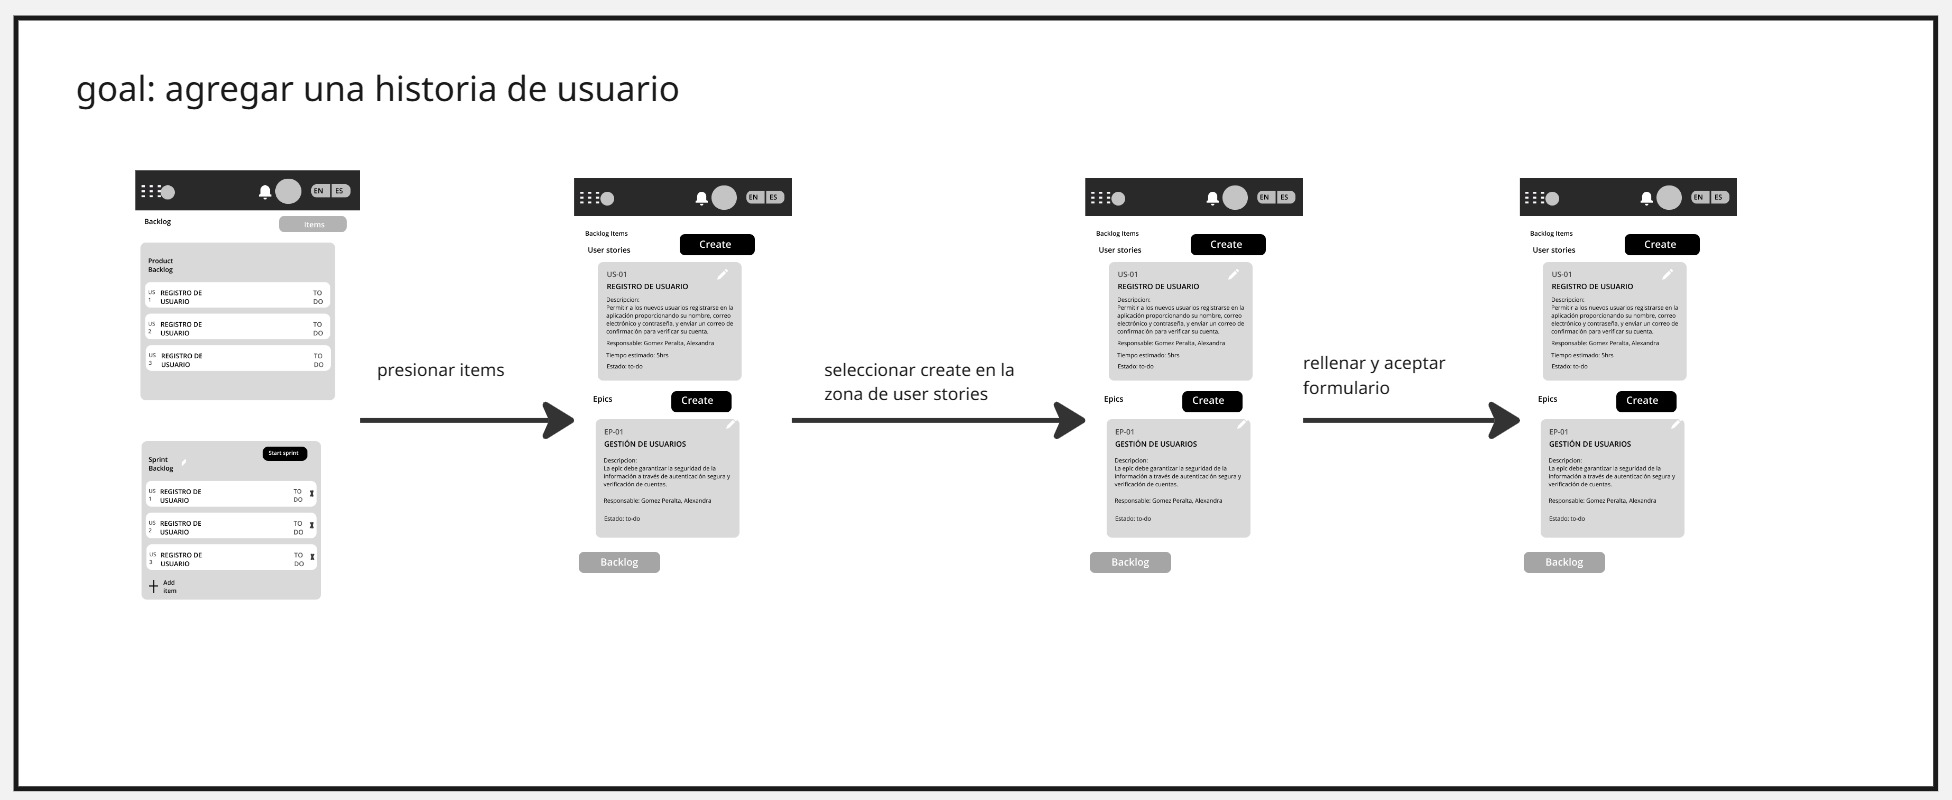 goal: agregar una historia de usuario
EN ES
Backlog
Items
Product
Backlog
US
1
REGISTRO DE
USUARIO
TO
DO
US
2
REGISTRO DE
USUARIO
TO
DO
US
3
REGISTRO DE
USUARIO
TO
DO
Sprint
Backlog
Start sprint
US
1
REGISTRO DE
USUARIO
TO
DO
US
2
REGISTRO DE
USUARIO
TO
DO
US
3
REGISTRO DE
USUARIO
TO
DO
Add
item
presionar items
EN ES
Backlog Items
User stories
Create
US-01
REGISTRO DE USUARIO
Descripcion:
Permitir a los nuevos usuarios registrarse en la
aplicación proporcionando su nombre, correo
electrónico y contraseña, y enviar un correo de
confirmación para verificar su cuenta.
Responsable: Gomez Peralta, Alexandra
Tiempo estimado: 5hrs
Estado: to-do
Epics
Create
EP-01
GESTIÓN DE USUARIOS
Descripcion:
La epic debe garantizar la seguridad de la
información a través de autenticación segura y
verificación de cuentas.
Responsable: Gomez Peralta, Alexandra
Estado: to-do
Backlog
seleccionar create en la
zona de user stories
EN ES
Backlog Items
User stories
Create
US-01
REGISTRO DE USUARIO
Descripcion:
Permitir a los nuevos usuarios registrarse en la
aplicación proporcionando su nombre, correo
electrónico y contraseña, y enviar un correo de
confirmación para verificar su cuenta.
Responsable: Gomez Peralta, Alexandra
Tiempo estimado: 5hrs
Estado: to-do
Epics
Create
EP-01
GESTIÓN DE USUARIOS
Descripcion:
La epic debe garantizar la seguridad de la
información a través de autenticación segura y
verificación de cuentas.
Responsable: Gomez Peralta, Alexandra
Estado: to-do
Backlog
rellenar y aceptar
formulario
EN ES
Backlog Items
User stories
Create
US-01
REGISTRO DE USUARIO
Descripcion:
Permitir a los nuevos usuarios registrarse en la
aplicación proporcionando su nombre, correo
electrónico y contraseña, y enviar un correo de
confirmación para verificar su cuenta.
Responsable: Gomez Peralta, Alexandra
Tiempo estimado: 5hrs
Estado: to-do
Epics
Create
EP-01
GESTIÓN DE USUARIOS
Descripcion:
La epic debe garantizar la seguridad de la
información a través de autenticación segura y
verificación de cuentas.
Responsable: Gomez Peralta, Alexandra
Estado: to-do
Backlog